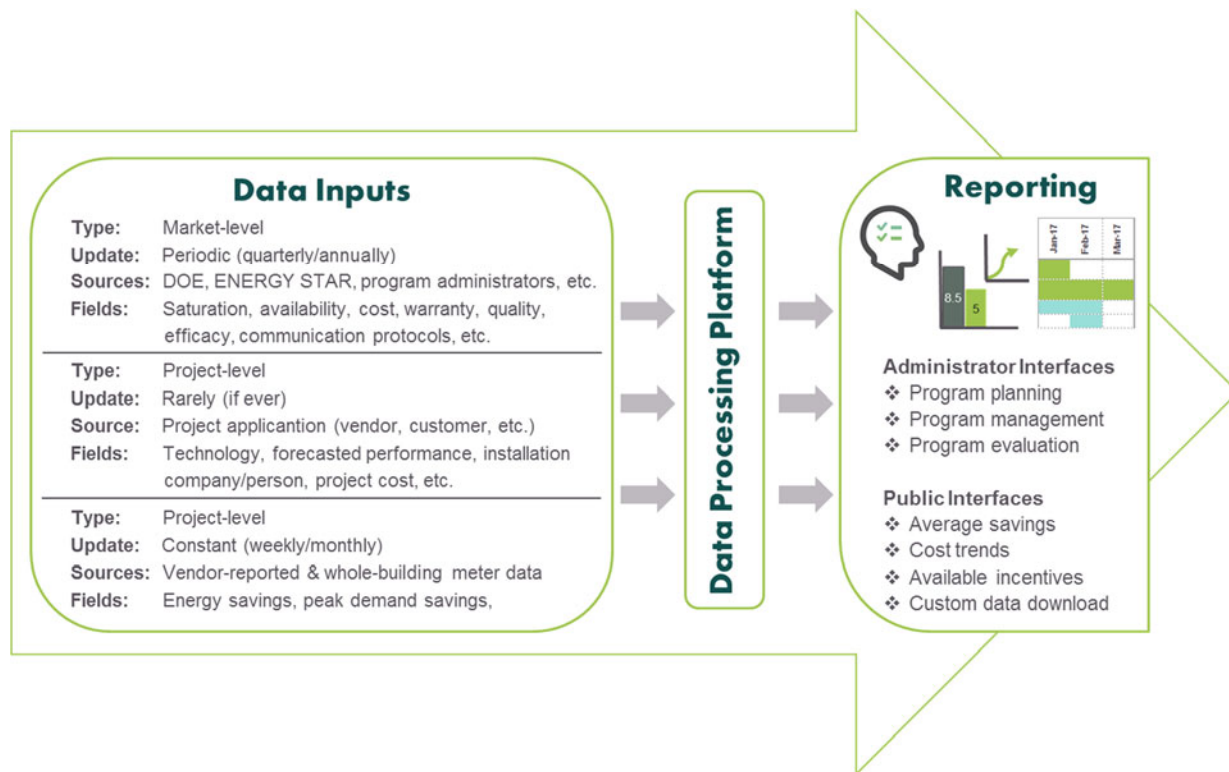 Data Inputs
Type: Market-level
Update: Periodic (quarterly/annually)
Sources: DOE, ENERGY STAR, program administrators, etc.
Fields: Saturation, availability, cost, warranty, quality,
efficacy, communication protocols, etc.
Type: Project-level
Update: Rarely (if ever)
Source: Project applicantion (vendor, customer, etc.)
Fields: Technology, forecasted performance, installation
company/person, project cost, etc.
Type: Project-level
Update: Constant (weekly/monthly)
Sources: Vendor-reported & whole-building meter data
Fields: Energy savings, peak demand savings,
Data Processing Platform
Reporting
8.5
5
Jan-17
Feb-17
Mar-17
Administrator Interfaces
❖ Program planning
❖ Program management
❖ Program evaluation
Public Interfaces
❖ Average savings
❖ Cost trends
❖ Available incentives
❖ Custom data download